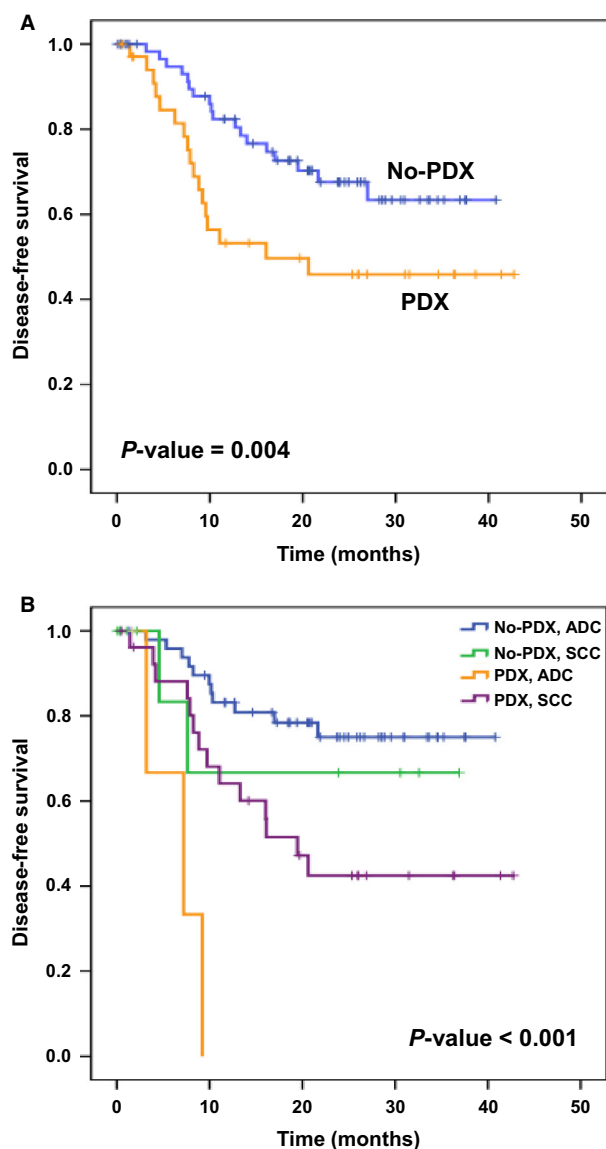 A
1.0
0.8
0.6
0.4
0.2
0.0
Disease-free survival
No-PDX
PDX
P-value = 0.004
0 10 20 30 40 50
Time (months)
B
1.0
0.8
0.6
0.4
0.2
0.0
Disease-free survival
No-PDX, ADC
No-PDX, SCC
PDX, ADC
PDX, SCC
P-value < 0.001
0 10 20 30 40 50
Time (months)